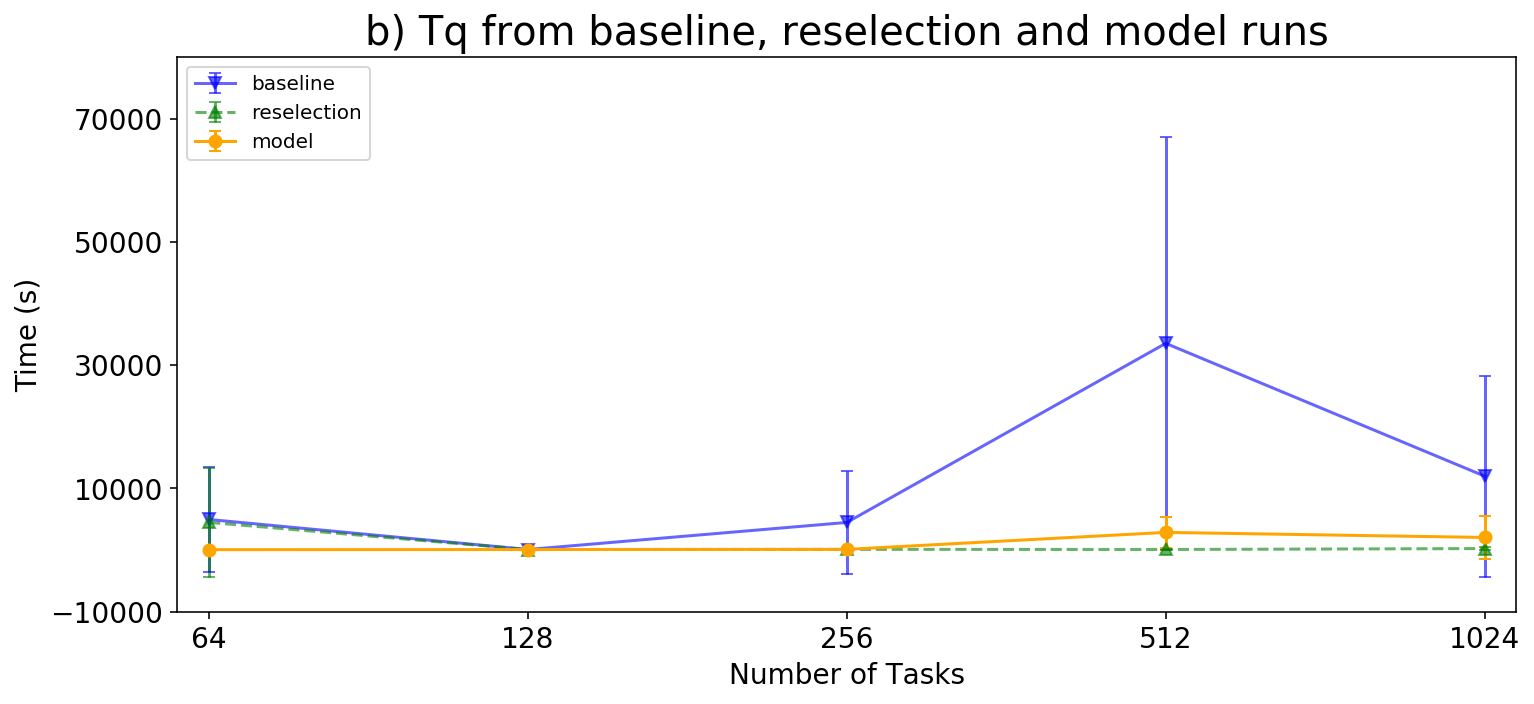 b) Tq from baseline, reselection and model runs
baseline
reselection
model
Time (s)
70000
50000
30000
10000
−10000
64 128 256 512 1024
Number of Tasks